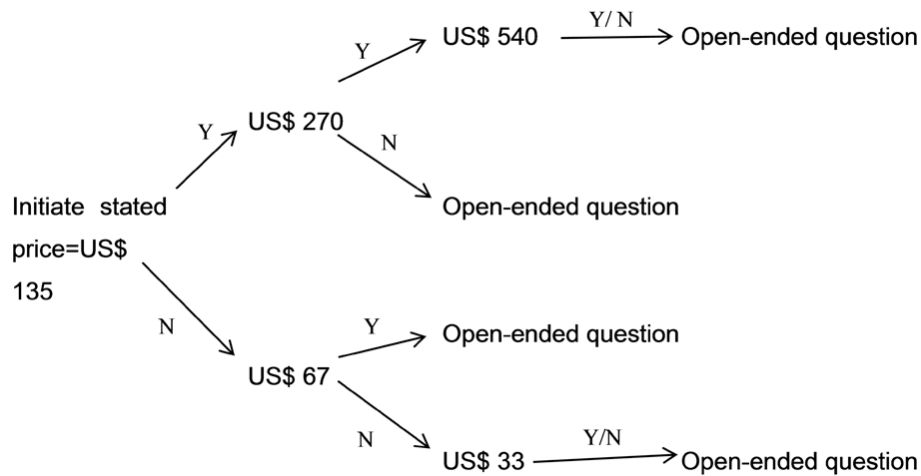 US$ 540
Y/ N
Open-ended question
Y
US$ 270
Y
N
Initiate stated
price=US$
135
Open-ended question
N
Y
Open-ended question
US$ 67
N
US$ 33
Y/N
Open-ended question